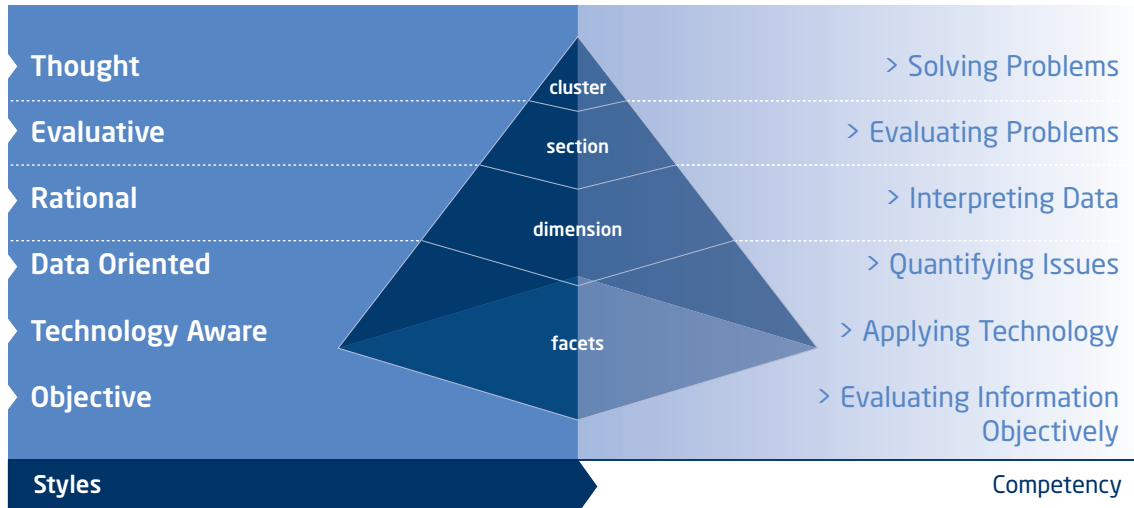 Thought
cluster
> Solving Problems
Evaluative
section
> Evaluating Problems
Rational
dimension
> Interpreting Data
Data Oriented
> Quantifying Issues
Technology Aware
facets
> Applying Technology
Objective
> Evaluating Information
Objectively
Styles
Competency